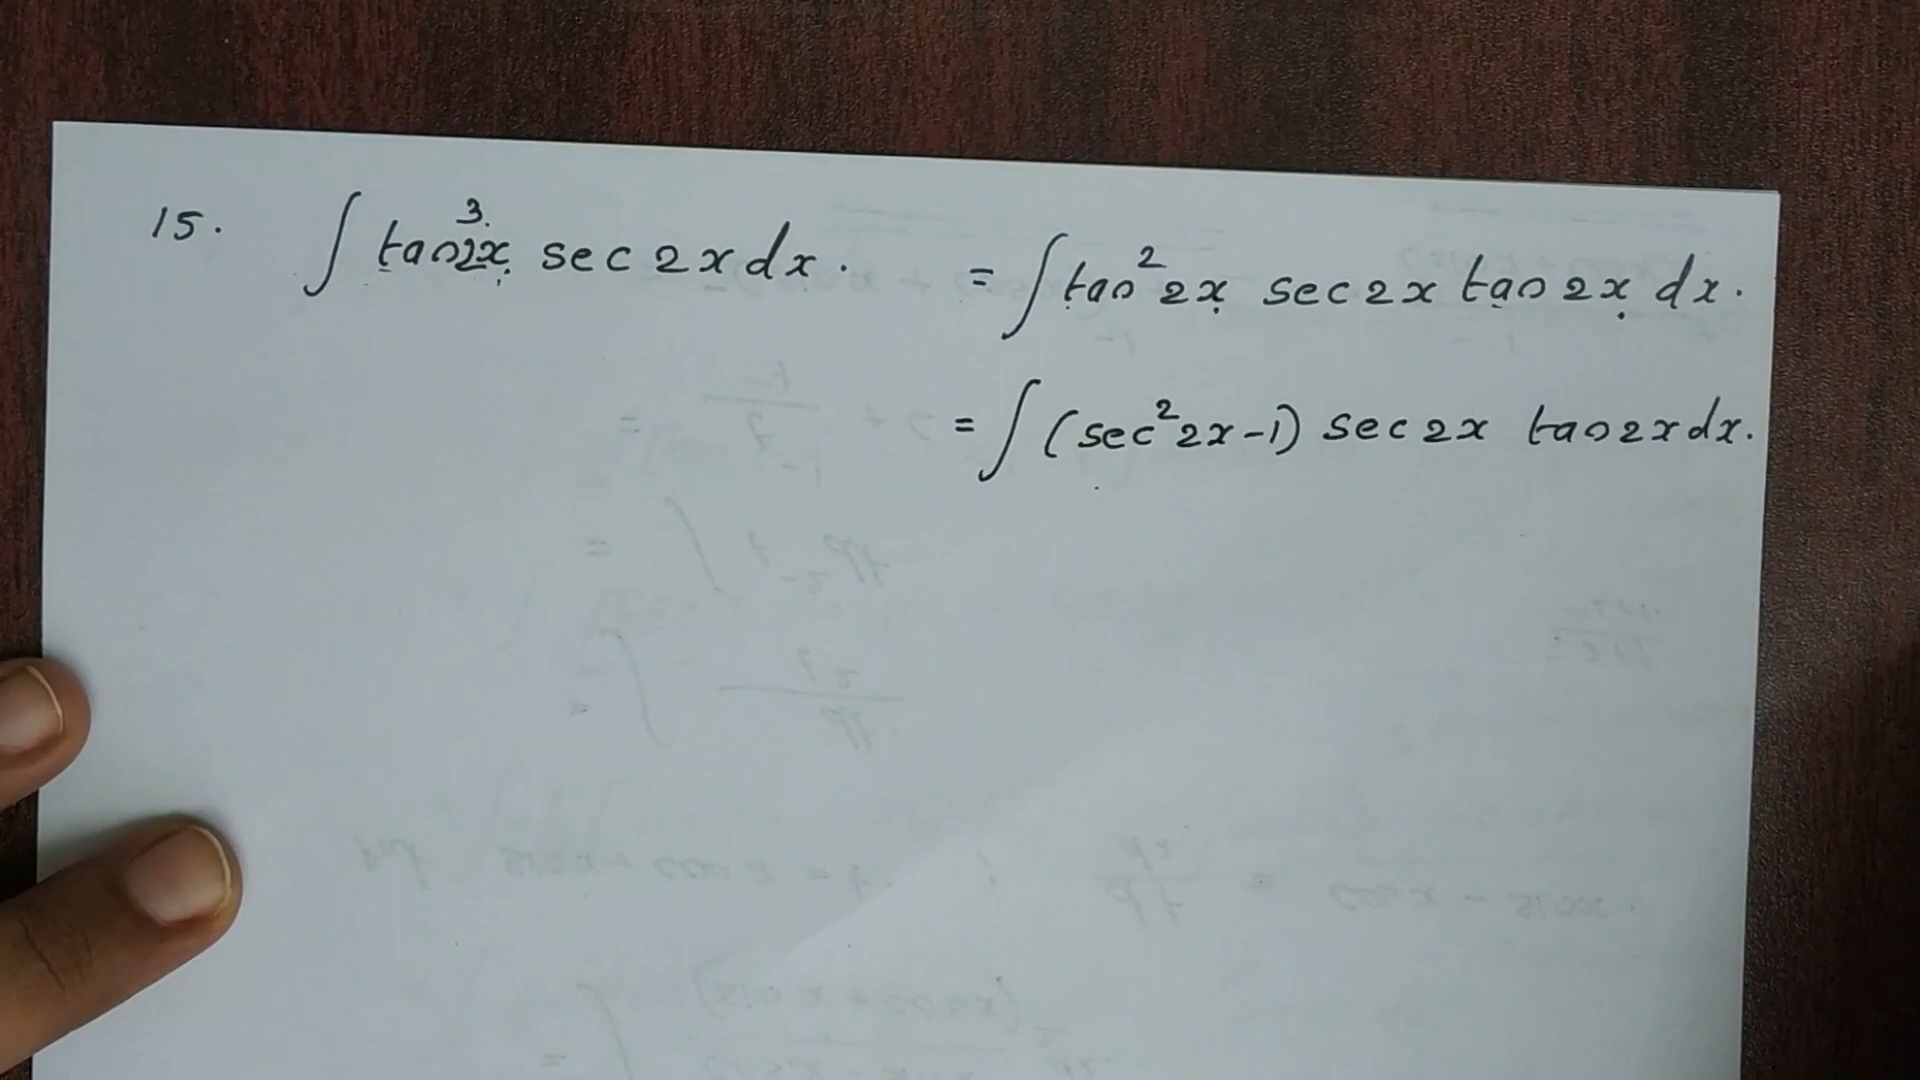 15. ∫ tan³2x sec 2x dx. = ∫ tan²2x sec 2x tan 2x dx.
= ∫ (sec²2x-1) sec 2x tan 2x dx.